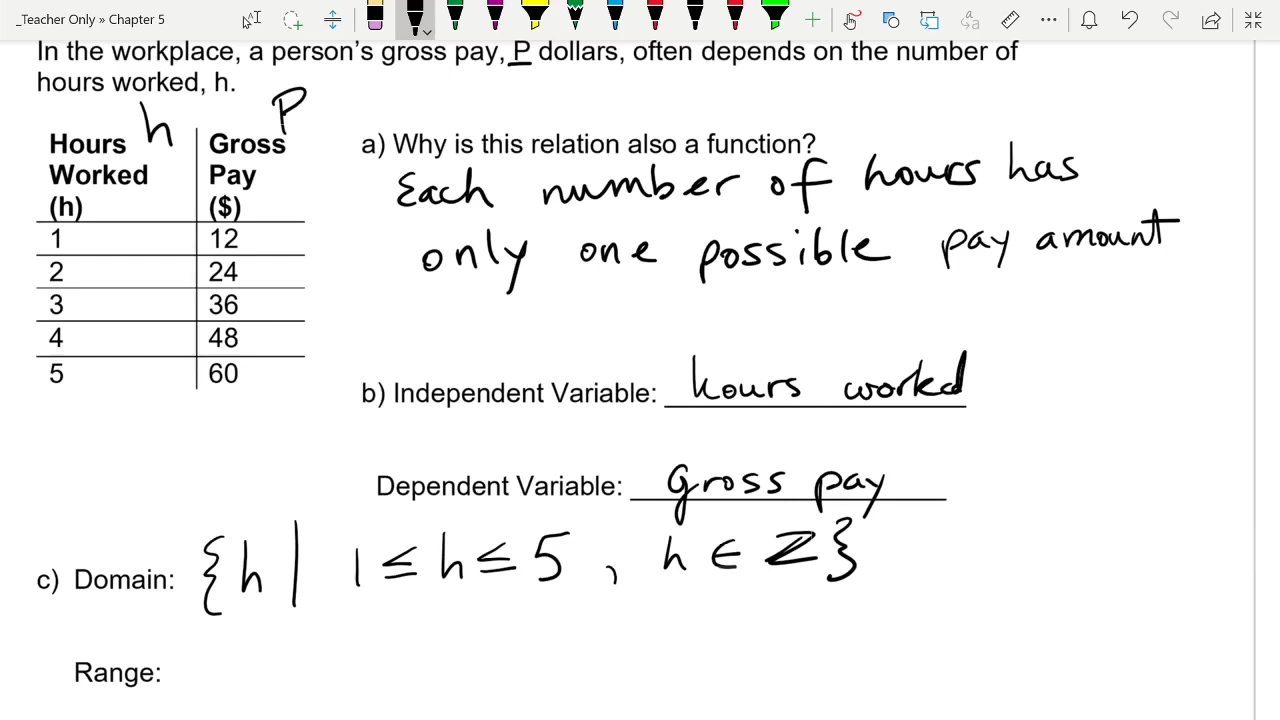 _Teacher Only » Chapter 5
In the workplace, a person's gross pay, P dollars, often depends on the number of
hours worked, h.
h P
Hours Worked (h) Gross Pay ($)
1 12
2 24
3 36
4 48
5 60
a) Why is this relation also a function?
Each number of hours has
only one possible pay amount
b) Independent Variable: hours worked
Dependent Variable: Gross pay
c) Domain: {h | 1 ≤ h ≤ 5, h ∈ ℤ}
Range: